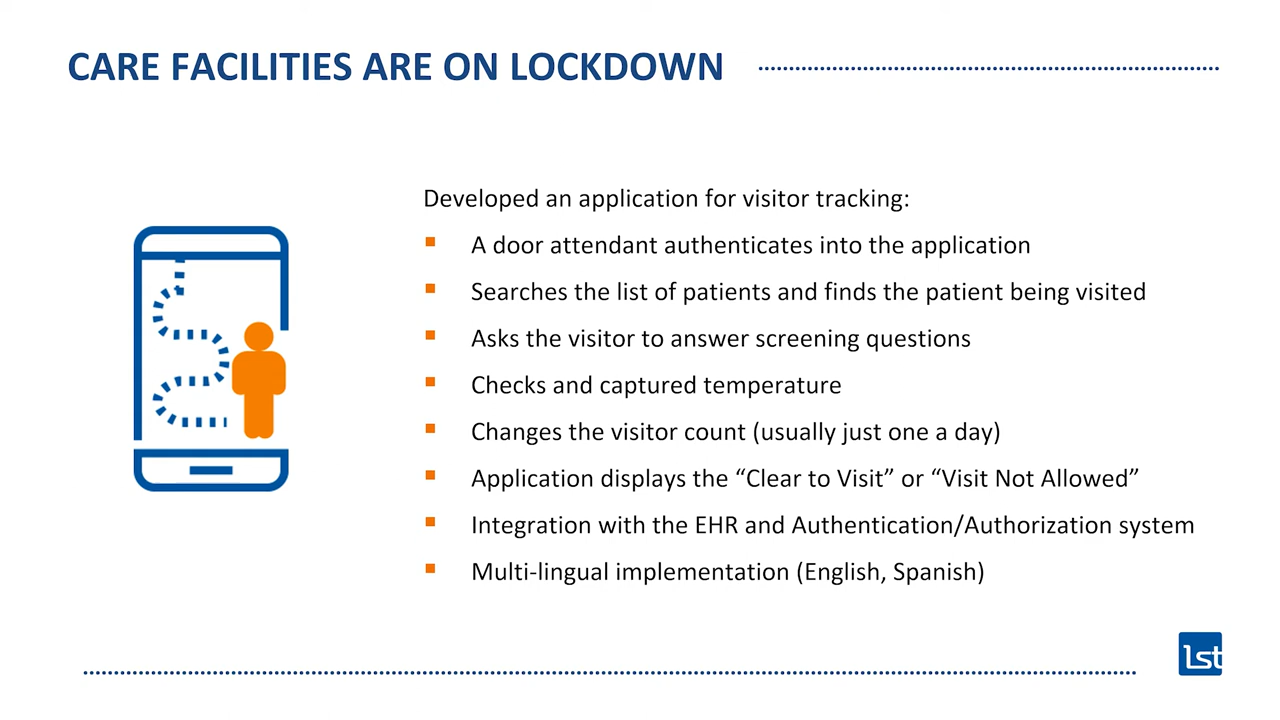 CARE FACILITIES ARE ON LOCKDOWN
Developed an application for visitor tracking:
A door attendant authenticates into the application
Searches the list of patients and finds the patient being visited
Asks the visitor to answer screening questions
Checks and captured temperature
Changes the visitor count (usually just one a day)
Application displays the “Clear to Visit” or “Visit Not Allowed”
Integration with the EHR and Authentication/Authorization system
Multi-lingual implementation (English, Spanish)
1st